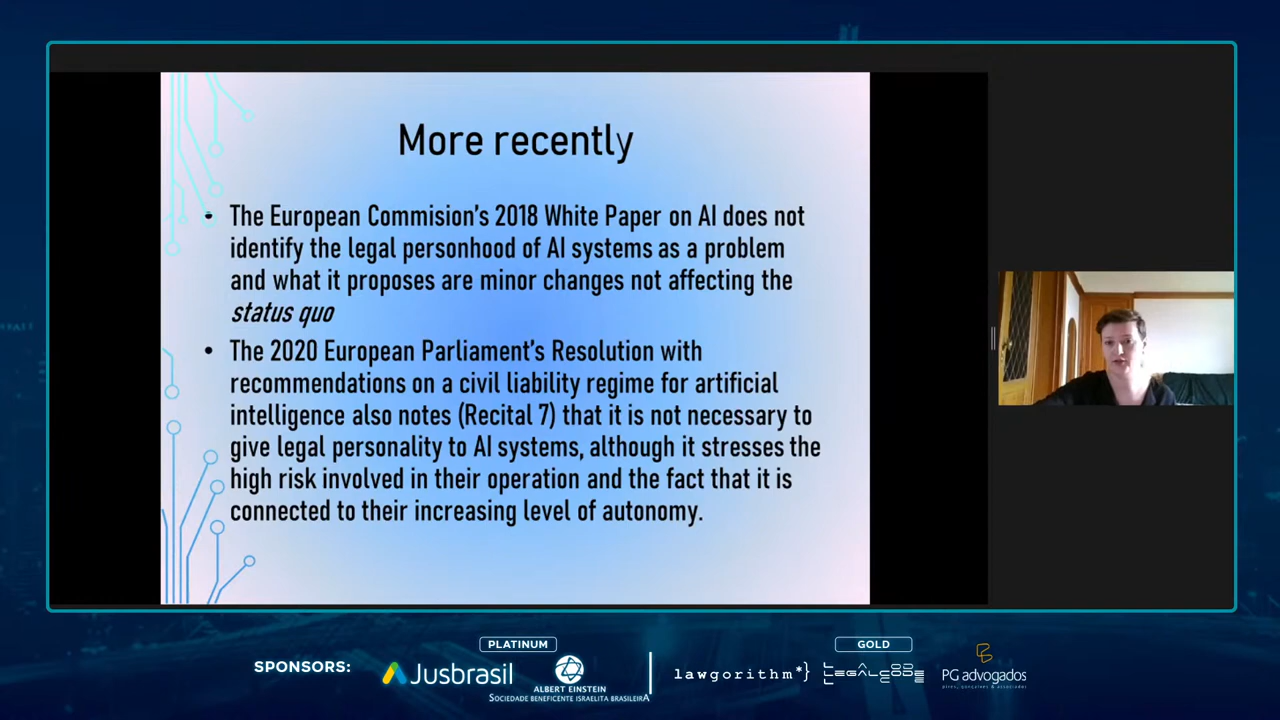 More recently
• The European Commision's 2018 White Paper on AI does not
identify the legal personhood of AI systems as a problem
and what it proposes are minor changes not affecting the
status quo
• The 2020 European Parliament's Resolution with
recommendations on a civil liability regime for artificial
intelligence also notes (Recital 7) that it is not necessary to
give legal personality to AI systems, although it stresses the
high risk involved in their operation and the fact that it is
connected to their increasing level of autonomy.
SPONSORS:
PLATINUM
Jusbrasil
ALBERT EINSTEIN
SOCIEDADE BENEFICENTE ISRAELITA BRASILEIRA
GOLD
lawgorithm*}
LEGALCODE
PG advogados